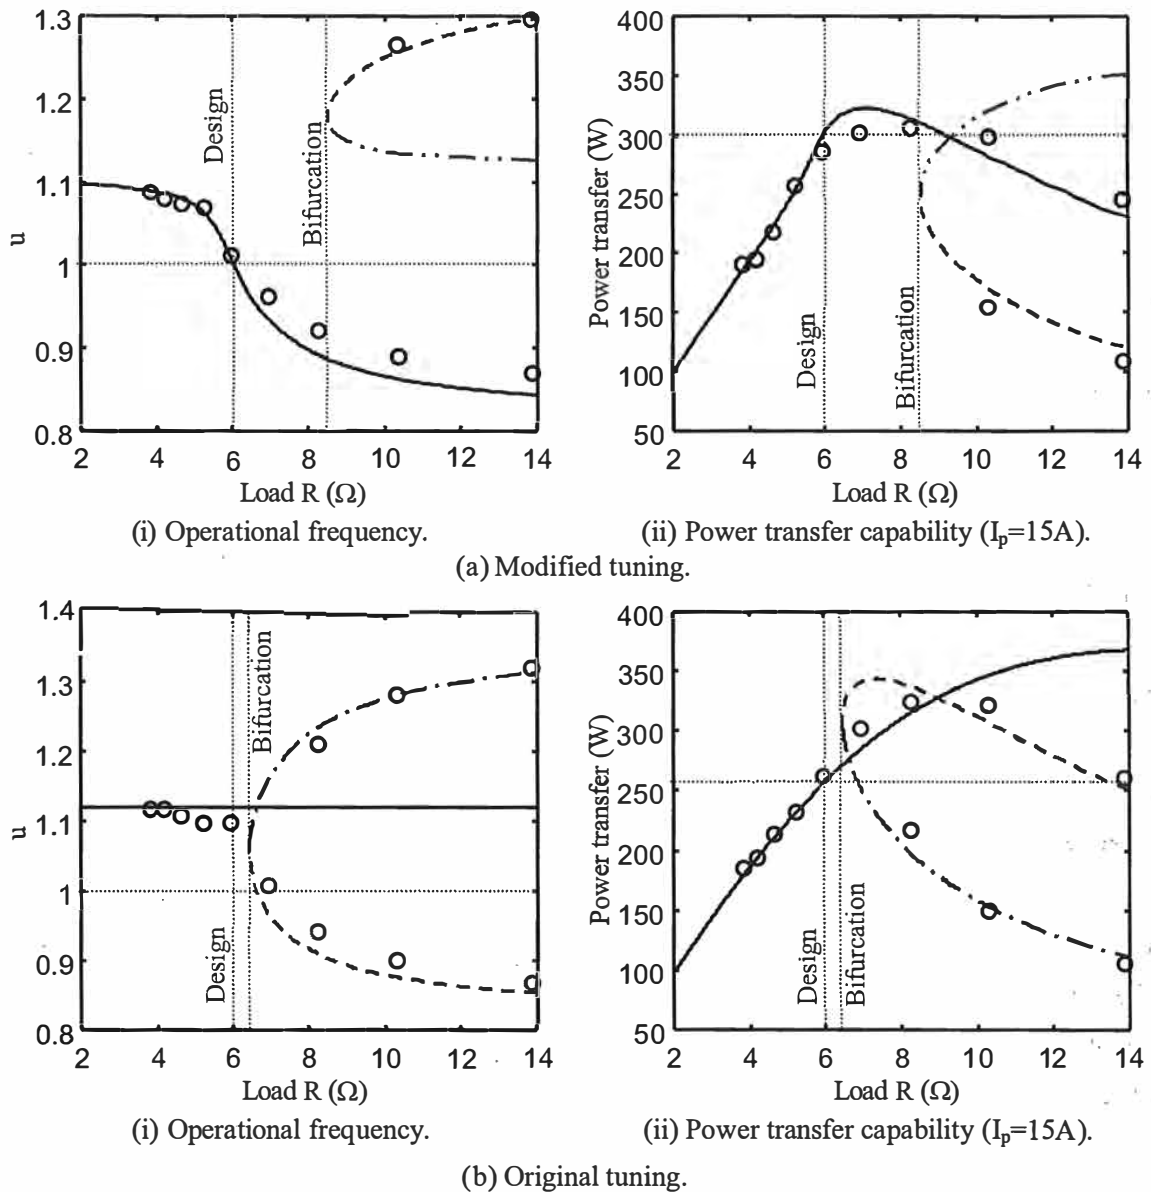 1.3
1.2
1.1
1
0.9
0.8
u
Design
Bifurcation
2 4 6 8 10 12 14
Load R (Ω)
(i) Operational frequency.
400
350
300
250
200
150
100
50
Power transfer (W)
Design
Bifurcation
2 4 6 8 10 12 14
Load R (Ω)
(ii) Power transfer capability (Ip=15A).
(a) Modified tuning.
1.4
1.3
1.2
1.1
1
0.9
0.8
u
Design
Bifurcation
2 4 6 8 10 12 14
Load R (Ω)
(i) Operational frequency.
400
350
300
250
200
150
100
50
Power transfer (W)
Design
Bifurcation
2 4 6 8 10 12 14
Load R (Ω)
(ii) Power transfer capability (Ip=15A).
(b) Original tuning.